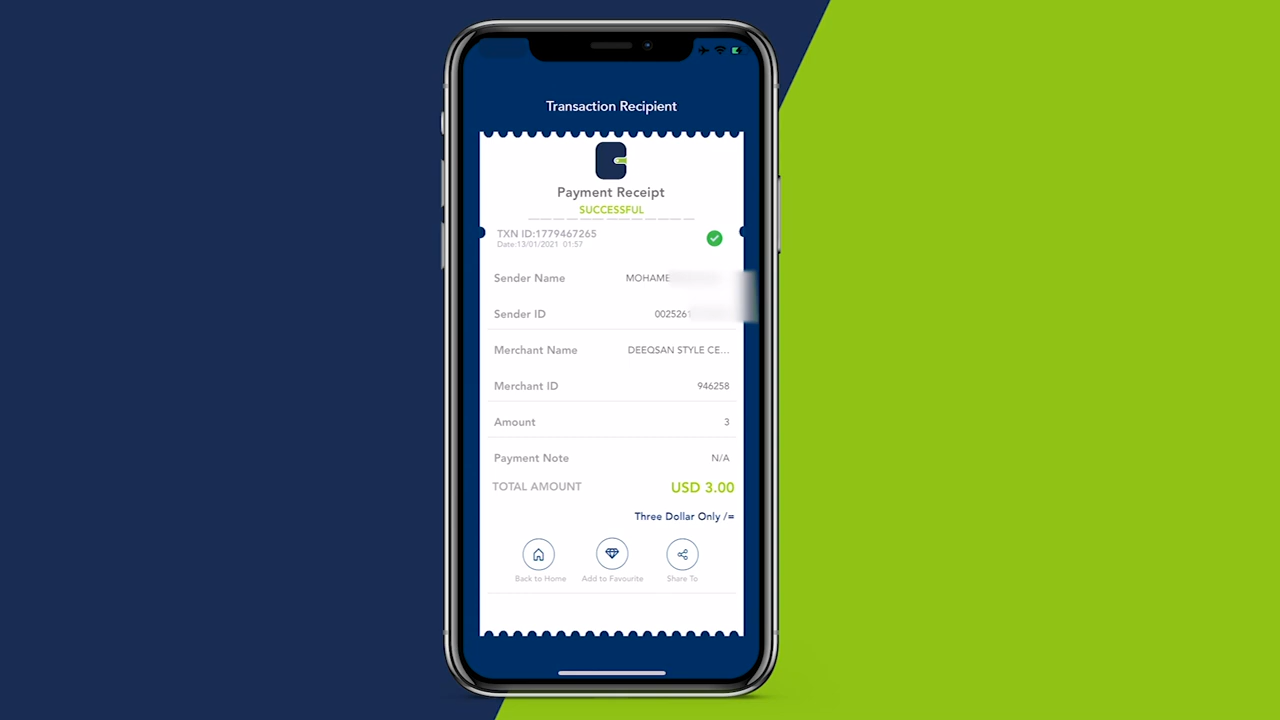 Transaction Recipient
Payment Receipt
SUCCESSFUL
TXN ID:1779467265
Date:13/01/2021 01:57
Sender Name MOHAME
Sender ID 0025261
Merchant Name DEEQSAN STYLE CE...
Merchant ID 946258
Amount 3
Payment Note N/A
TOTAL AMOUNT USD 3.00
Three Dollar Only /=
Back to Home Add to Favourite Share To